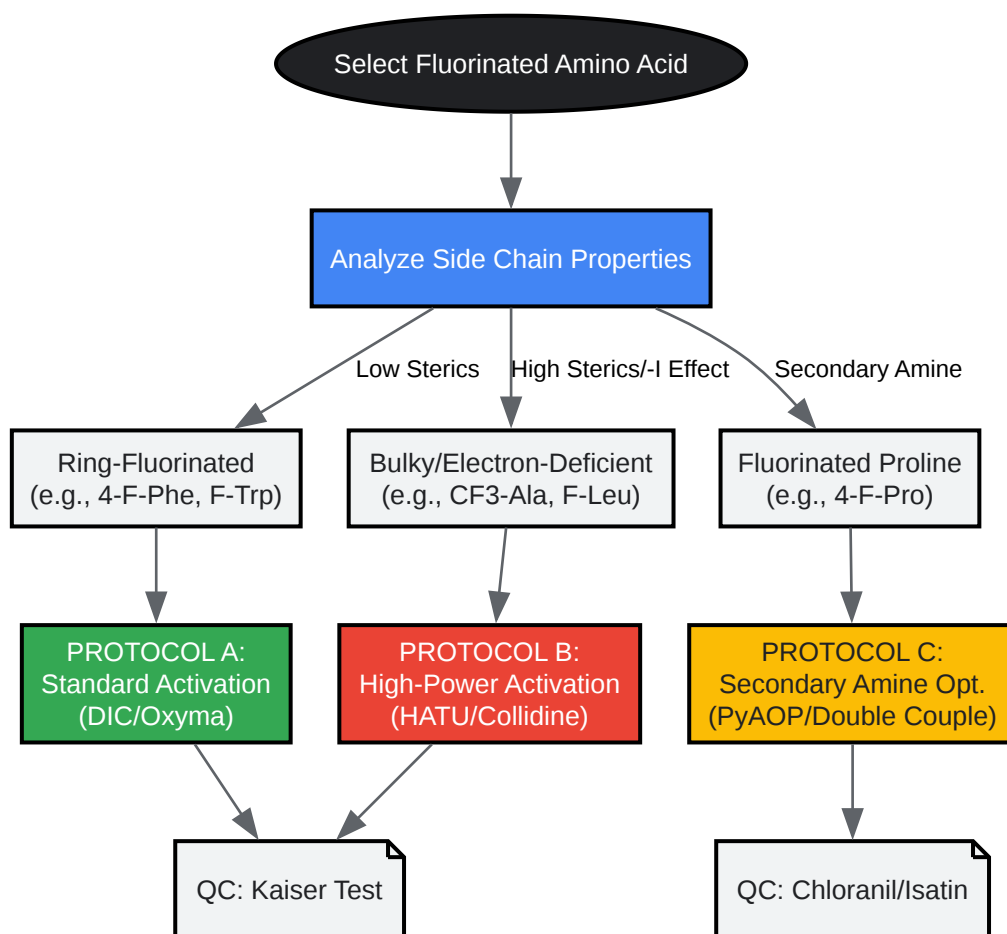 Select Fluorinated Amino Acid
Analyze Side Chain Properties
Low Sterics
High Sterics/-I Effect
Secondary Amine
Ring-Fluorinated
(e.g., 4-F-Phe, F-Trp)
Bulky/Electron-Deficient
(e.g., CF3-Ala, F-Leu)
Fluorinated Proline
(e.g., 4-F-Pro)
PROTOCOL A:
Standard Activation
(DIC/Oxyma)
PROTOCOL B:
High-Power Activation
(HATU/Collidine)
PROTOCOL C:
Secondary Amine Opt.
(PyAOP/Double Couple)
QC: Kaiser Test
QC: Chloranil/Isatin